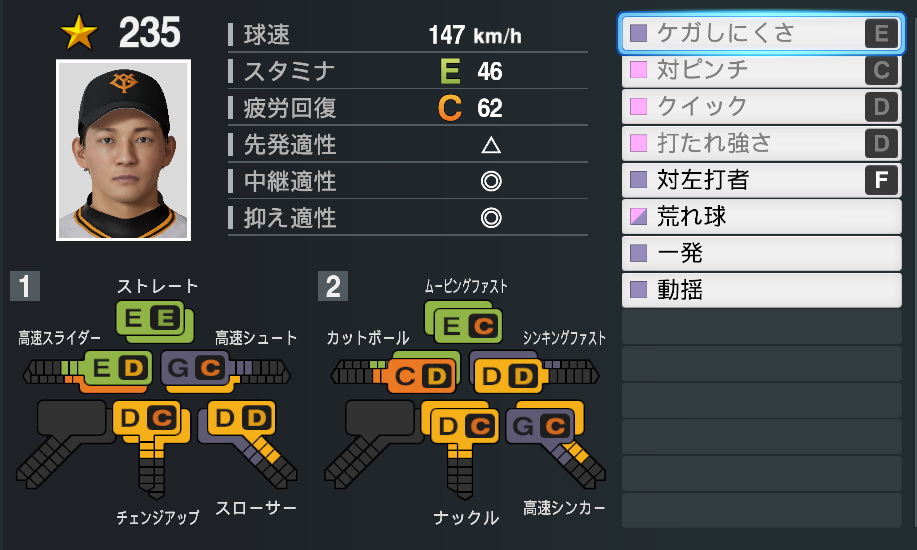 235
球速 147 km/h
スタミナ E 46
疲労回復 C 62
先発適性 △
中継適性 ◎
抑え適性 ◎
ケガしにくさ E
対ピンチ C
クイック D
打たれ強さ D
対左打者 F
荒れ球
一発
動揺
1
ストレート
E E
高速スライダー
高速シュート
E D
G C
D C
D D
チェンジアップ
スローサー
2
ムービングファスト
E C
カットボール
シンキングファスト
C D
D D
D C
G C
ナックル
高速シンカー